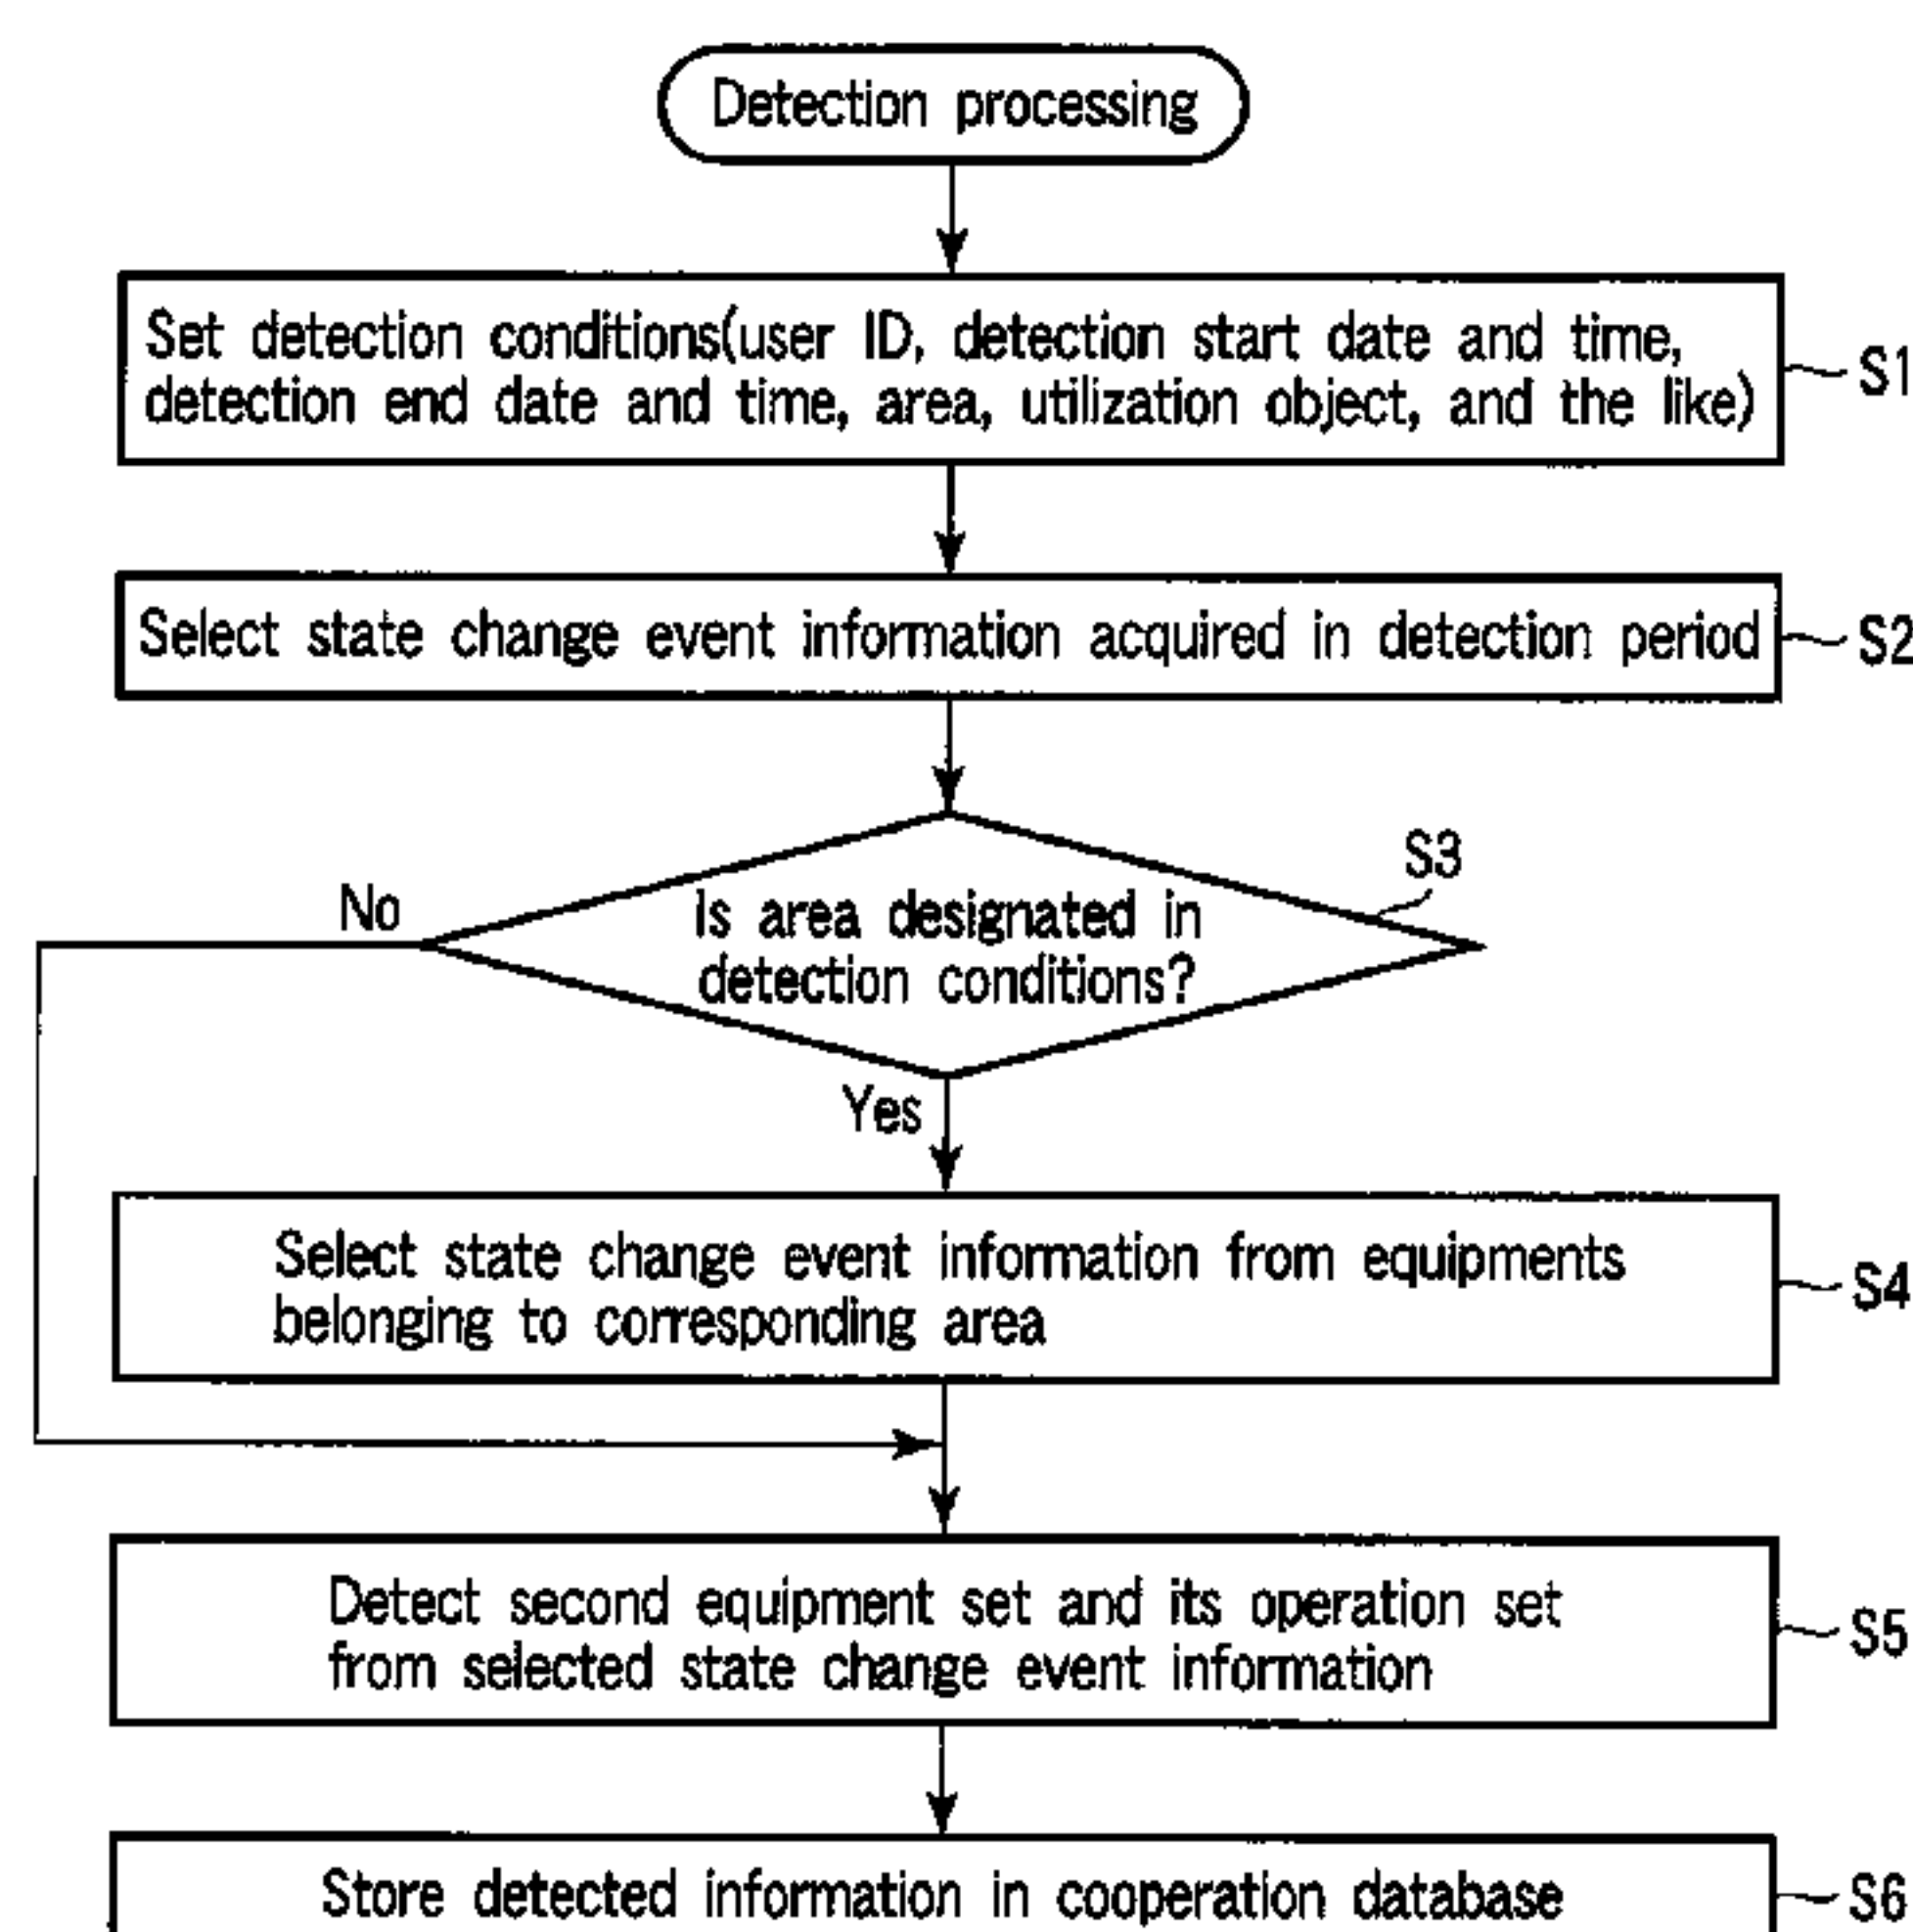 Detection processing
Set detection conditions(user ID, detection start date and time,
detection end date and time, area, utilization object, and the like)
S1
Select state change event information acquired in detection period
S2
S3
No
Is area designated in
detection conditions?
Yes
Select state change event information from equipments
belonging to corresponding area
S4
Detect second equipment set and its operation set
from selected state change event information
S5
Store detected information in cooperation database
S6